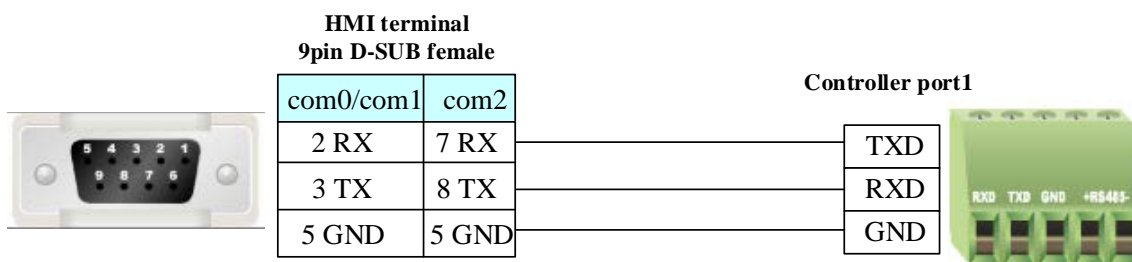 HMI terminal
9pin D-SUB female
Controller port1
com0/com1 com2
2 RX 7 RX TXD
3 TX 8 TX RXD
5 GND 5 GND GND
5 4 3 2 1
9 8 7 6
RXD TXD GND +RS485-